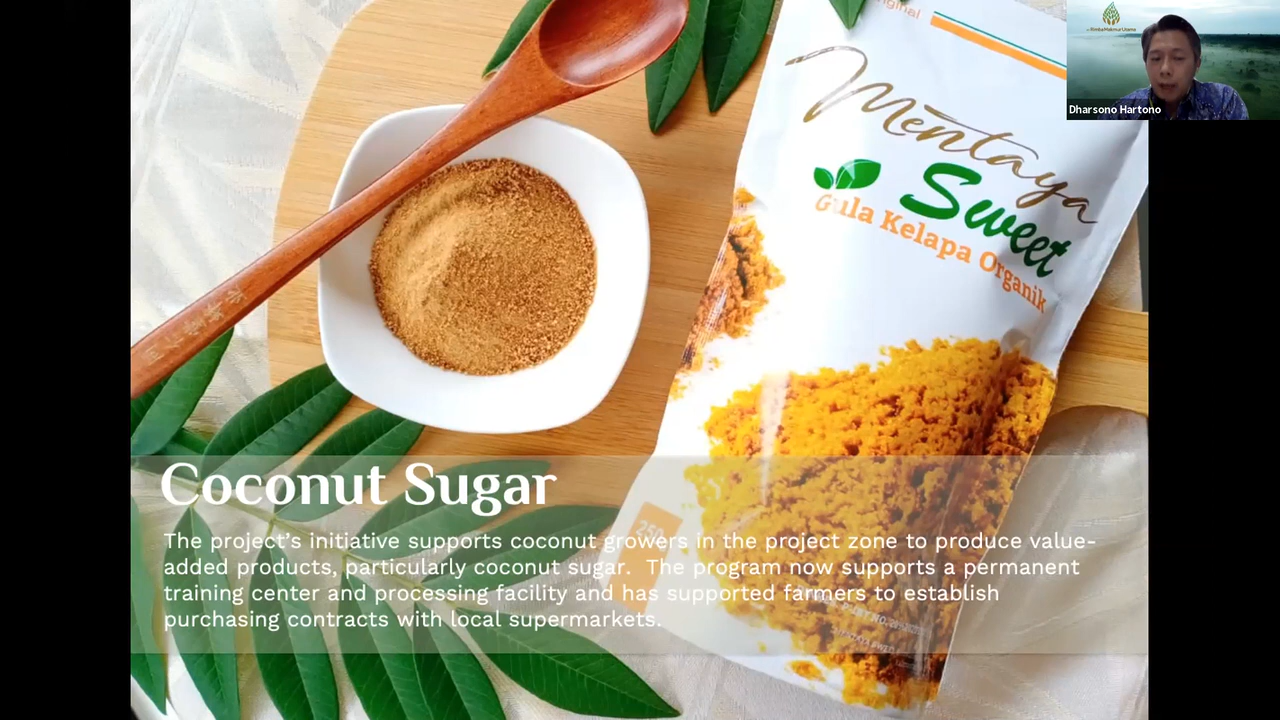 Original
Mentaya
Sweet
Gula Kelapa Organik
RimbaMakmurUtama
Dharsono Hartono
Coconut Sugar
The project's initiative supports coconut growers in the project zone to produce value-
added products, particularly coconut sugar. The program now supports a permanent
training center and processing facility and has supported farmers to establish
purchasing contracts with local supermarkets.